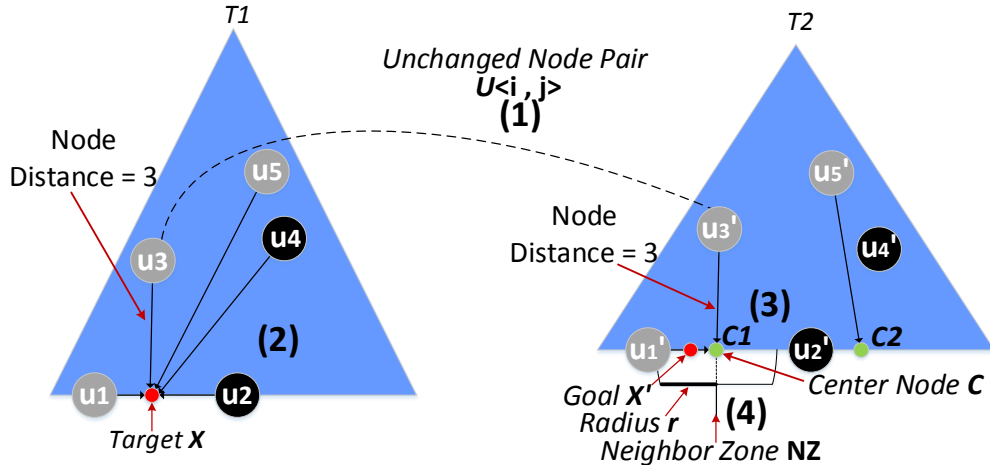 T1
T2
Unchanged Node Pair
U<i , j>
(1)
Node
Distance = 3
u5
u4
u3
(2)
u1
u2
Target X
u5'
u3'
u4'
Node
Distance = 3
(3)
u1'
C1
u2'
C2
Goal X'
Center Node C
Radius r
(4)
Neighbor Zone NZ